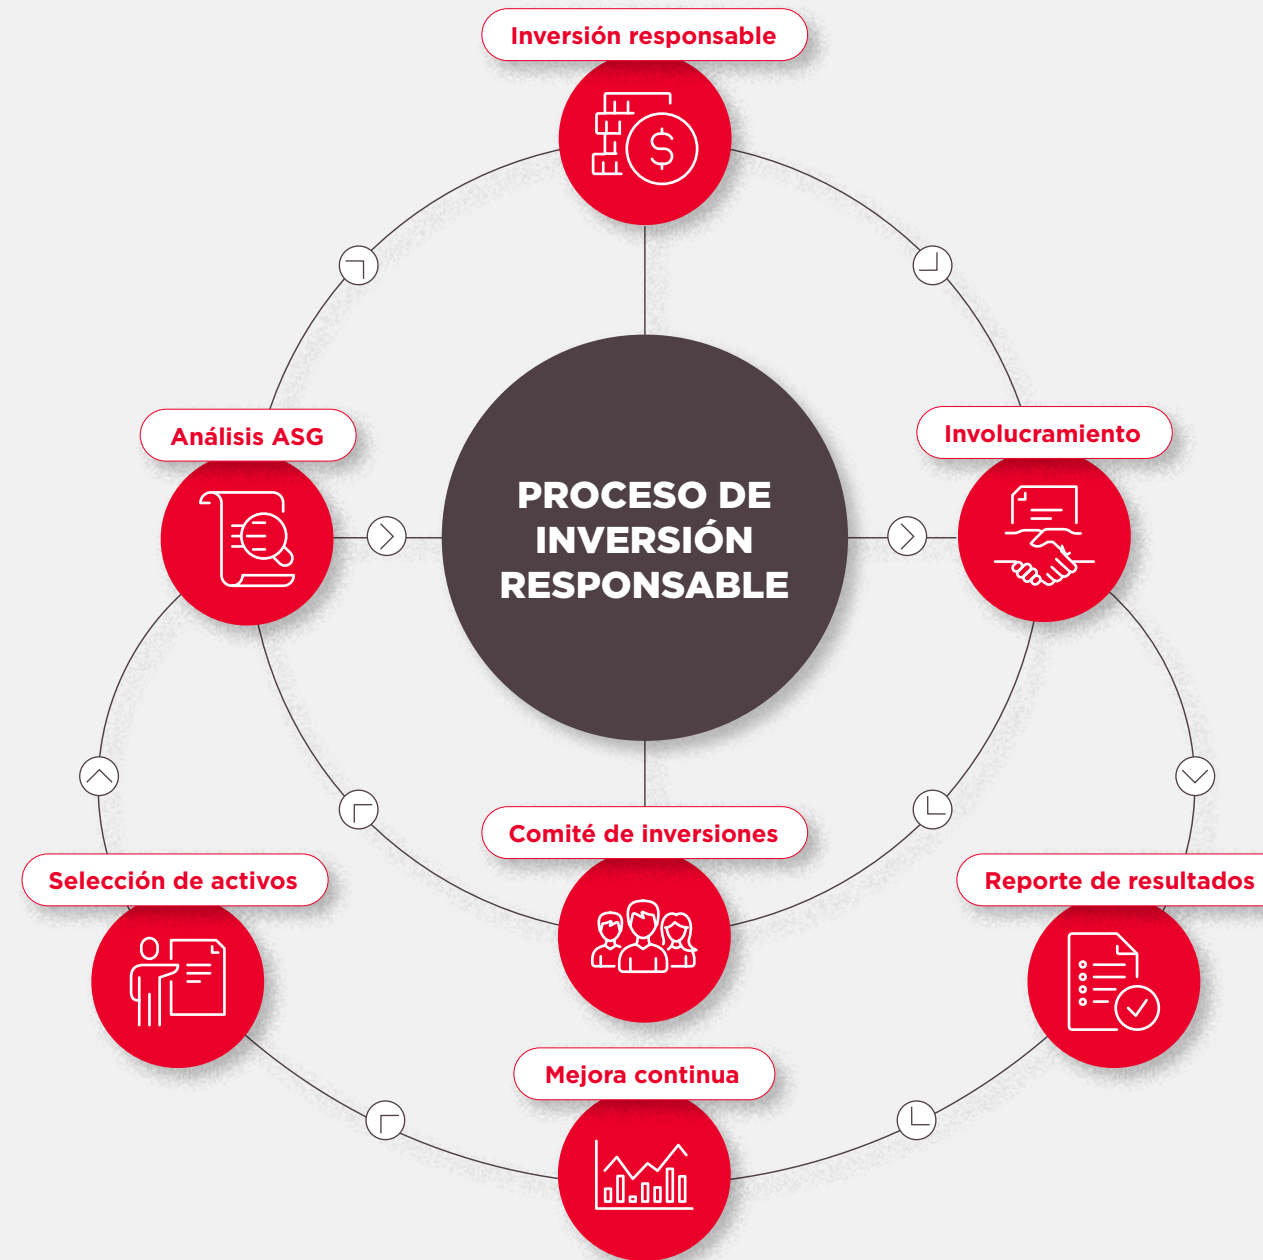 Inversión responsable
Análisis ASG
Involucramiento
PROCESO DE
INVERSIÓN
RESPONSABLE
Comité de inversiones
Selección de activos
Reporte de resultados
Mejora continua